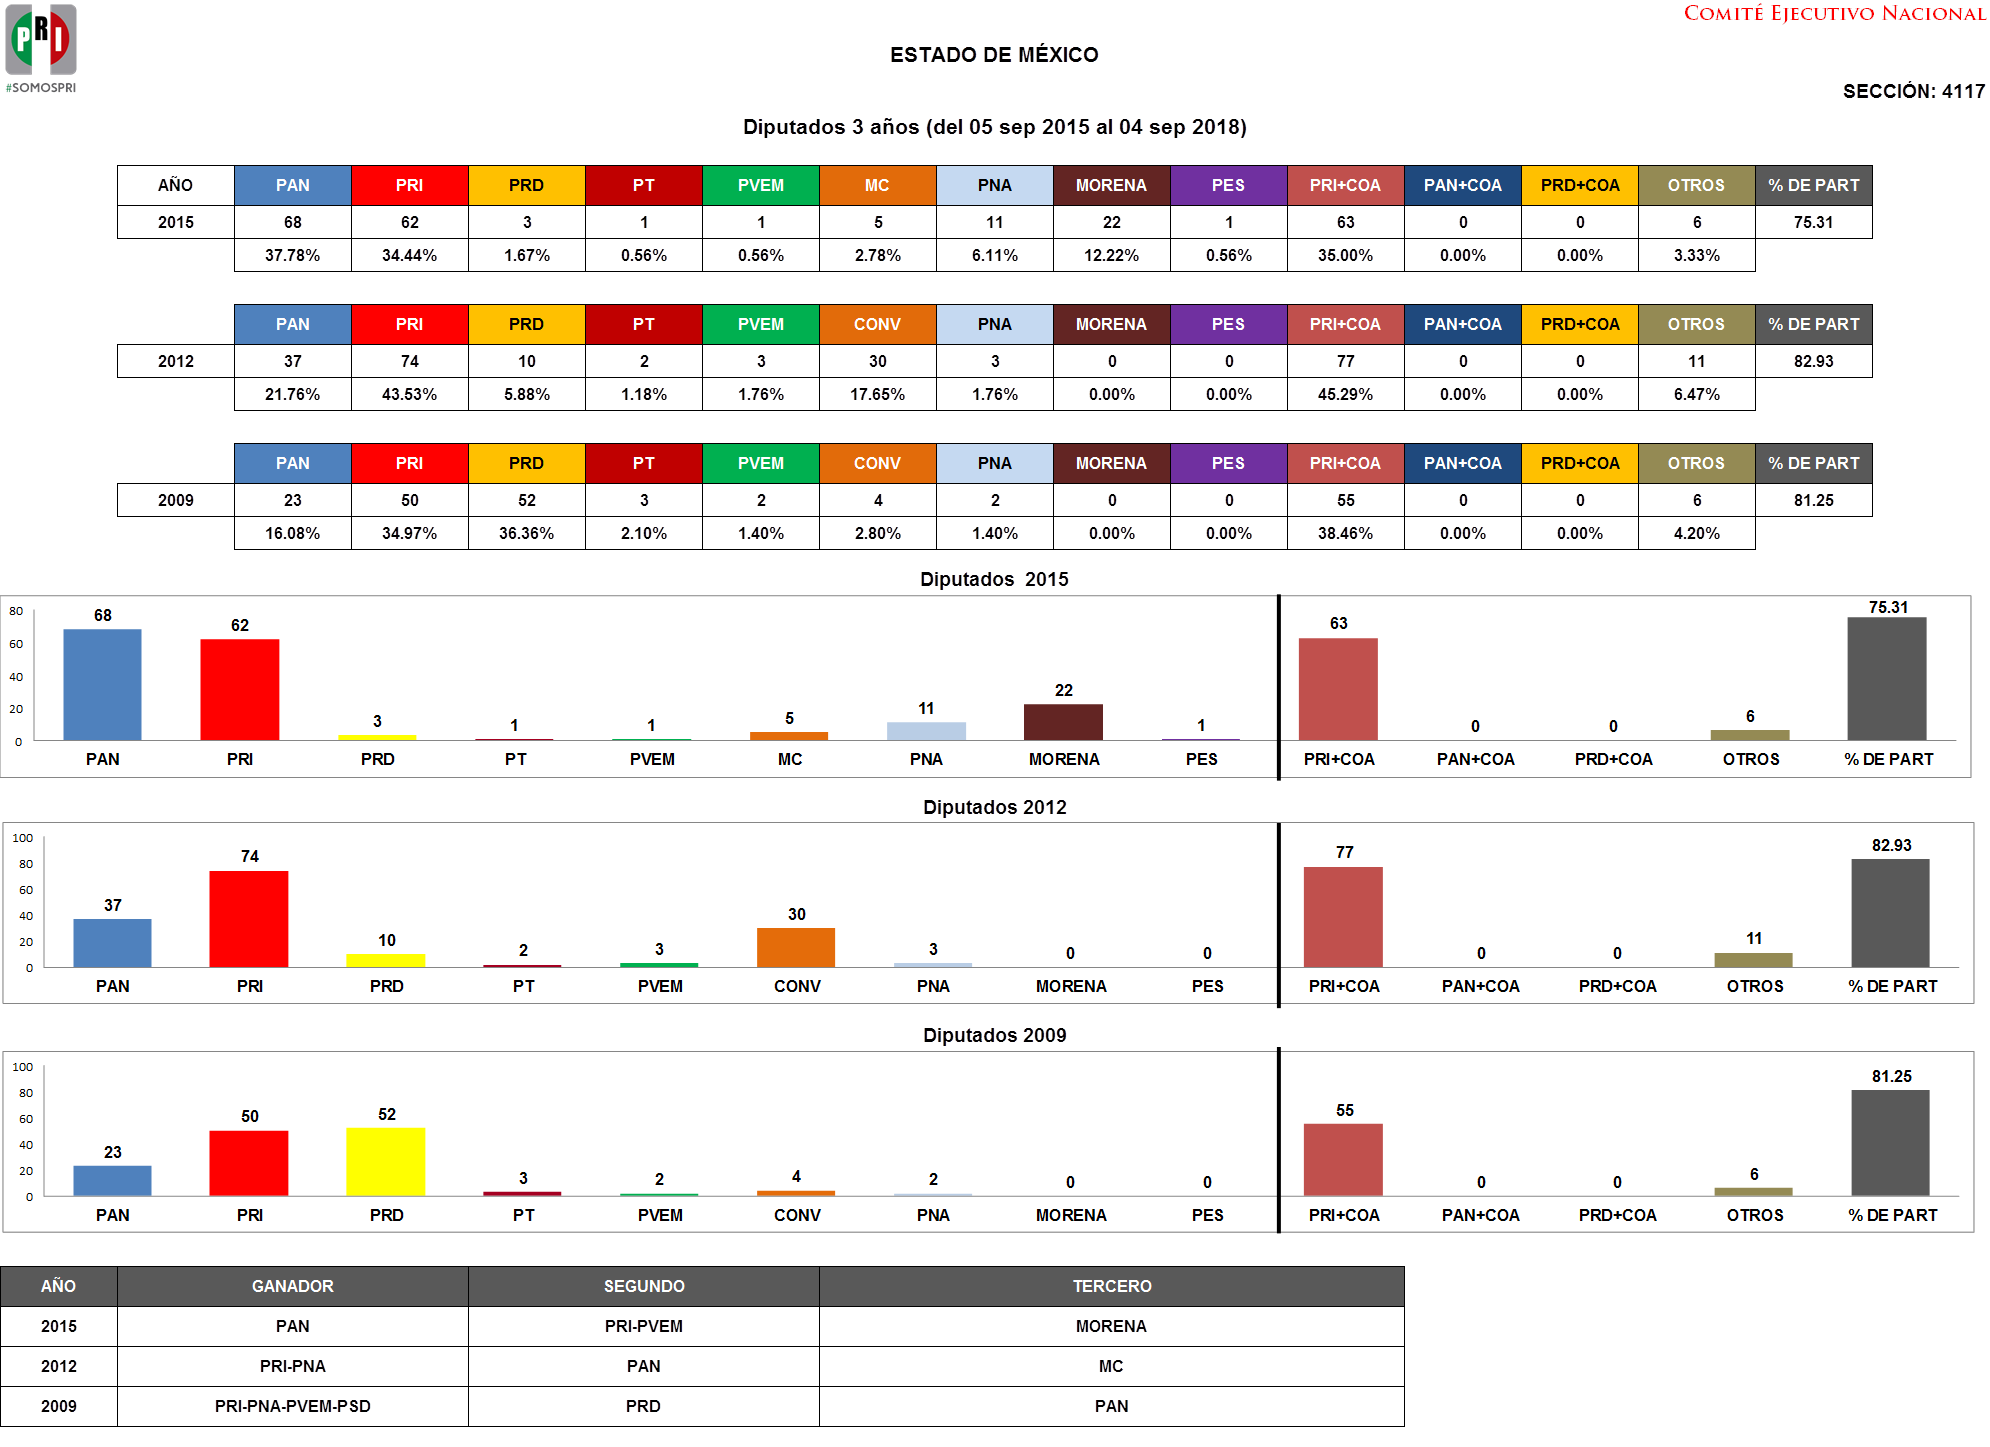 PRI
#SOMOSPRI
COMITÉ EJECUTIVO NACIONAL
ESTADO DE MÉXICO
SECCIÓN: 4117
Diputados 3 años (del 05 sep 2015 al 04 sep 2018)
AÑO PAN PRI PRD PT PVEM MC PNA MORENA PES PRI+COA PAN+COA PRD+COA OTROS % DE PART
2015 68 62 3 1 1 5 11 22 1 63 0 0 6 75.31
37.78% 34.44% 1.67% 0.56% 0.56% 2.78% 6.11% 12.22% 0.56% 35.00% 0.00% 0.00% 3.33%
PAN PRI PRD PT PVEM CONV PNA MORENA PES PRI+COA PAN+COA PRD+COA OTROS % DE PART
2012 37 74 10 2 3 30 3 0 0 77 0 0 11 82.93
21.76% 43.53% 5.88% 1.18% 1.76% 17.65% 1.76% 0.00% 0.00% 45.29% 0.00% 0.00% 6.47%
PAN PRI PRD PT PVEM CONV PNA MORENA PES PRI+COA PAN+COA PRD+COA OTROS % DE PART
2009 23 50 52 3 2 4 2 0 0 55 0 0 6 81.25
16.08% 34.97% 36.36% 2.10% 1.40% 2.80% 1.40% 0.00% 0.00% 38.46% 0.00% 0.00% 4.20%
Diputados 2015
80
60
40
20
0
68 62 3 1 1 5 11 22 1 63 0 0 6 75.31
PAN PRI PRD PT PVEM MC PNA MORENA PES PRI+COA PAN+COA PRD+COA OTROS % DE PART
Diputados 2012
100
80
60
40
20
0
37 74 10 2 3 30 3 0 0 77 0 0 11 82.93
PAN PRI PRD PT PVEM CONV PNA MORENA PES PRI+COA PAN+COA PRD+COA OTROS % DE PART
Diputados 2009
100
80
60
40
20
0
23 50 52 3 2 4 2 0 0 55 0 0 6 81.25
PAN PRI PRD PT PVEM CONV PNA MORENA PES PRI+COA PAN+COA PRD+COA OTROS % DE PART
AÑO GANADOR SEGUNDO TERCERO
2015 PAN PRI-PVEM MORENA
2012 PRI-PNA PAN MC
2009 PRI-PNA-PVEM-PSD PRD PAN